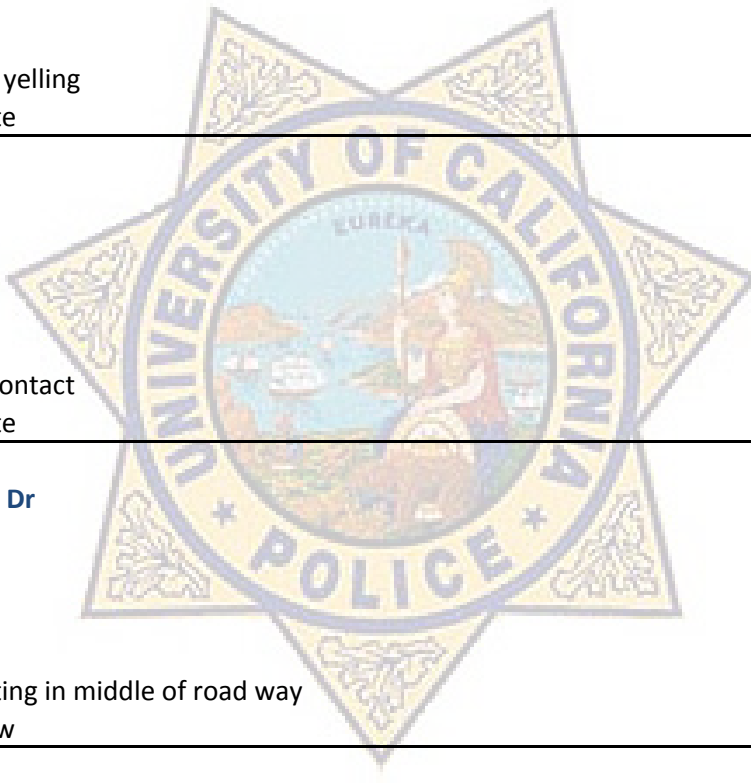 yelling
te
UNIVERSITY OF CALIFORNIA
EUREKA
ontact
te
Dr
POLICE
ting in middle of road way
w